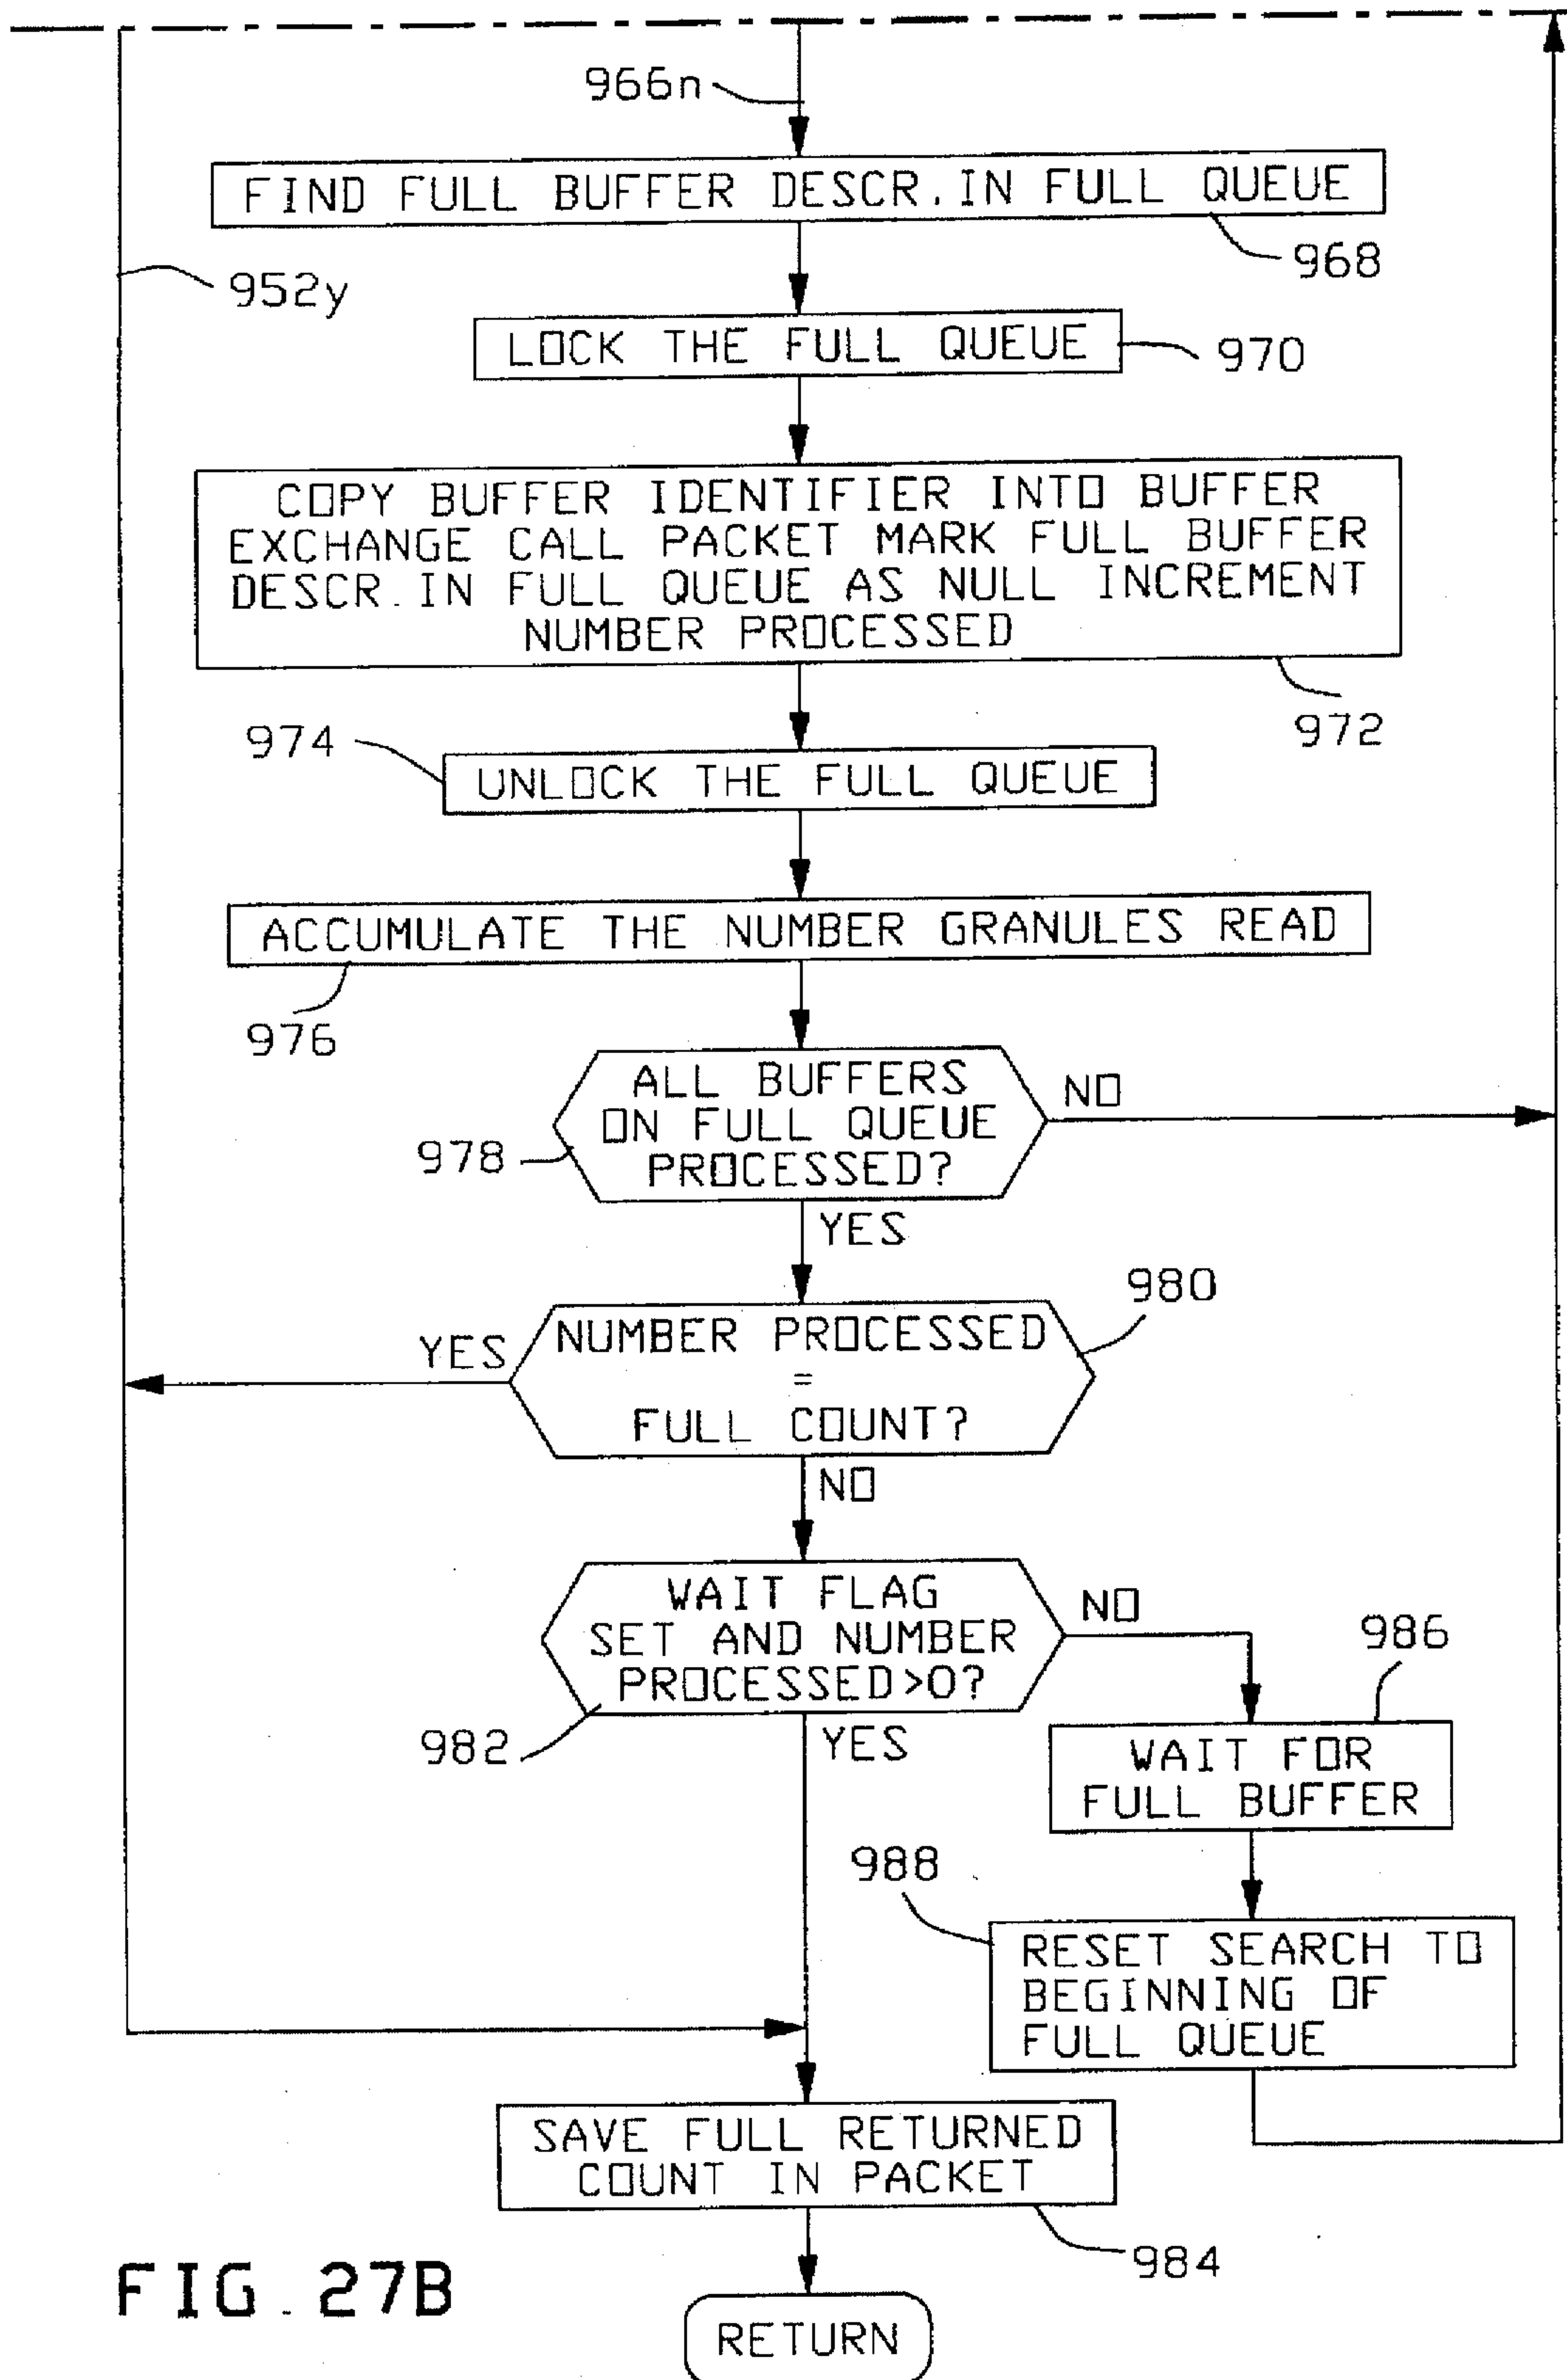 966n
FIND FULL BUFFER DESCR. IN FULL QUEUE
968
952y
LOCK THE FULL QUEUE
970
COPY BUFFER IDENTIFIER INTO BUFFER
EXCHANGE CALL PACKET MARK FULL BUFFER
DESCR. IN FULL QUEUE AS NULL INCREMENT
NUMBER PROCESSED
972
974
UNLOCK THE FULL QUEUE
ACCUMULATE THE NUMBER GRANULES READ
976
ALL BUFFERS
ON FULL QUEUE
PROCESSED?
NO
978
YES
980
NUMBER PROCESSED
=
FULL COUNT?
YES
NO
WAIT FLAG
SET AND NUMBER
PROCESSED>0?
NO
986
982
YES
WAIT FOR
FULL BUFFER
988
RESET SEARCH TO
BEGINNING OF
FULL QUEUE
SAVE FULL RETURNED
COUNT IN PACKET
984
FIG. 27B
RETURN